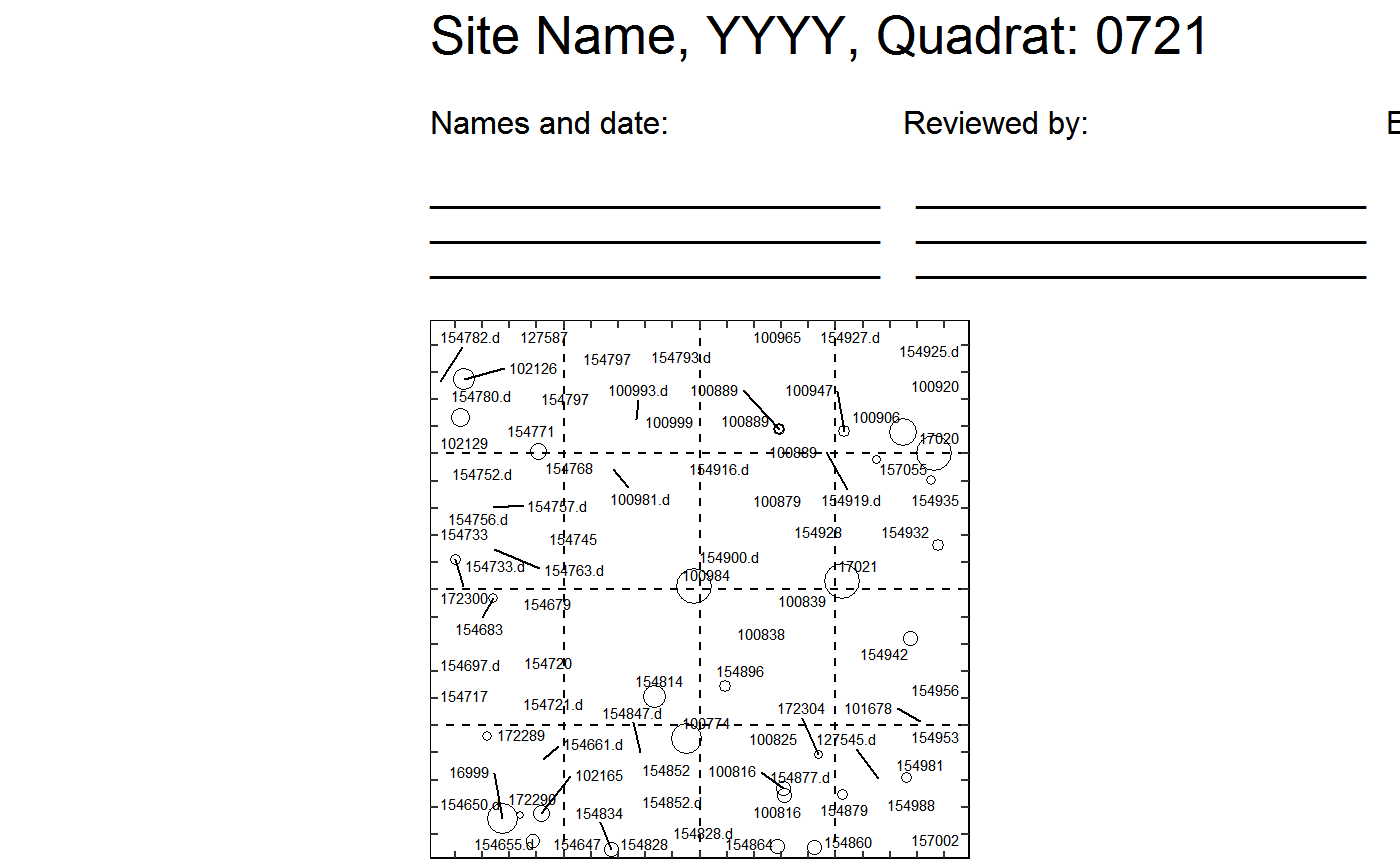 Site Name, YYYY, Quadrat: 0721
Names and date: Reviewed by: E
154782.d 127587 100965 154927.d
154797 154793.d 154925.d
102126
154780.d 154797 100993.d 100889 100947 100920
154771 100999 100889 100906
102129 100889 17020
154752.d 154768 154916.d 157055
100981.d 100879 154919.d 154935
154756.d 154757.d
154733 154745 154928 154932
154733.d 154763.d 154900.d 17021
100984
172300 154679 100839
154683 100838
154697.d 154720 154942
154814 154896
154717 154721.d 154956
154847.d 172304 101678
172289 100774 100825 127545.d 154953
154661.d
16999 102165 154852 100816 154877.d 154981
154650.d 172290 154852.d
154834 100816 154879 154988
154655.d 154647 154828 154828.d 154864 154860 157002